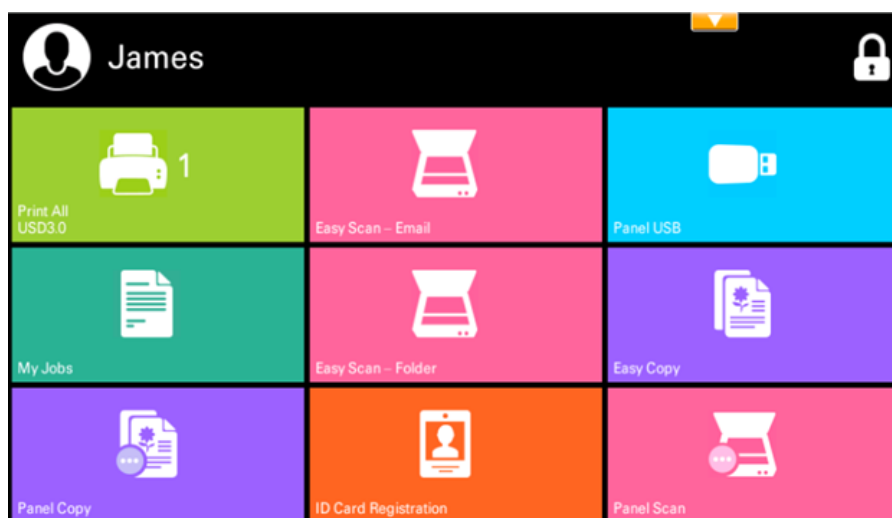 James
1
Print All
USD3.0
Easy Scan – Email
Panel USB
My Jobs
Easy Scan – Folder
Easy Copy
Panel Copy
ID Card Registration
Panel Scan